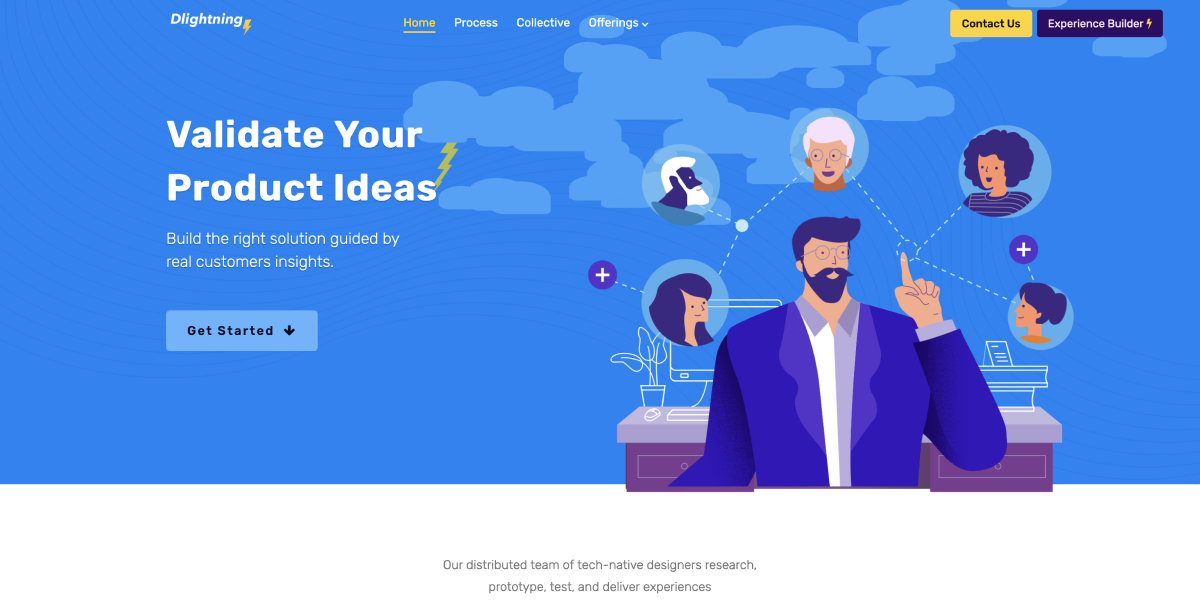 Dlightning
Home Process Collective Offerings
Contact Us
Experience Builder
Validate Your
Product Ideas
Build the right solution guided by
real customers insights.
Get Started
Our distributed team of tech-native designers research,
prototype, test, and deliver experiences